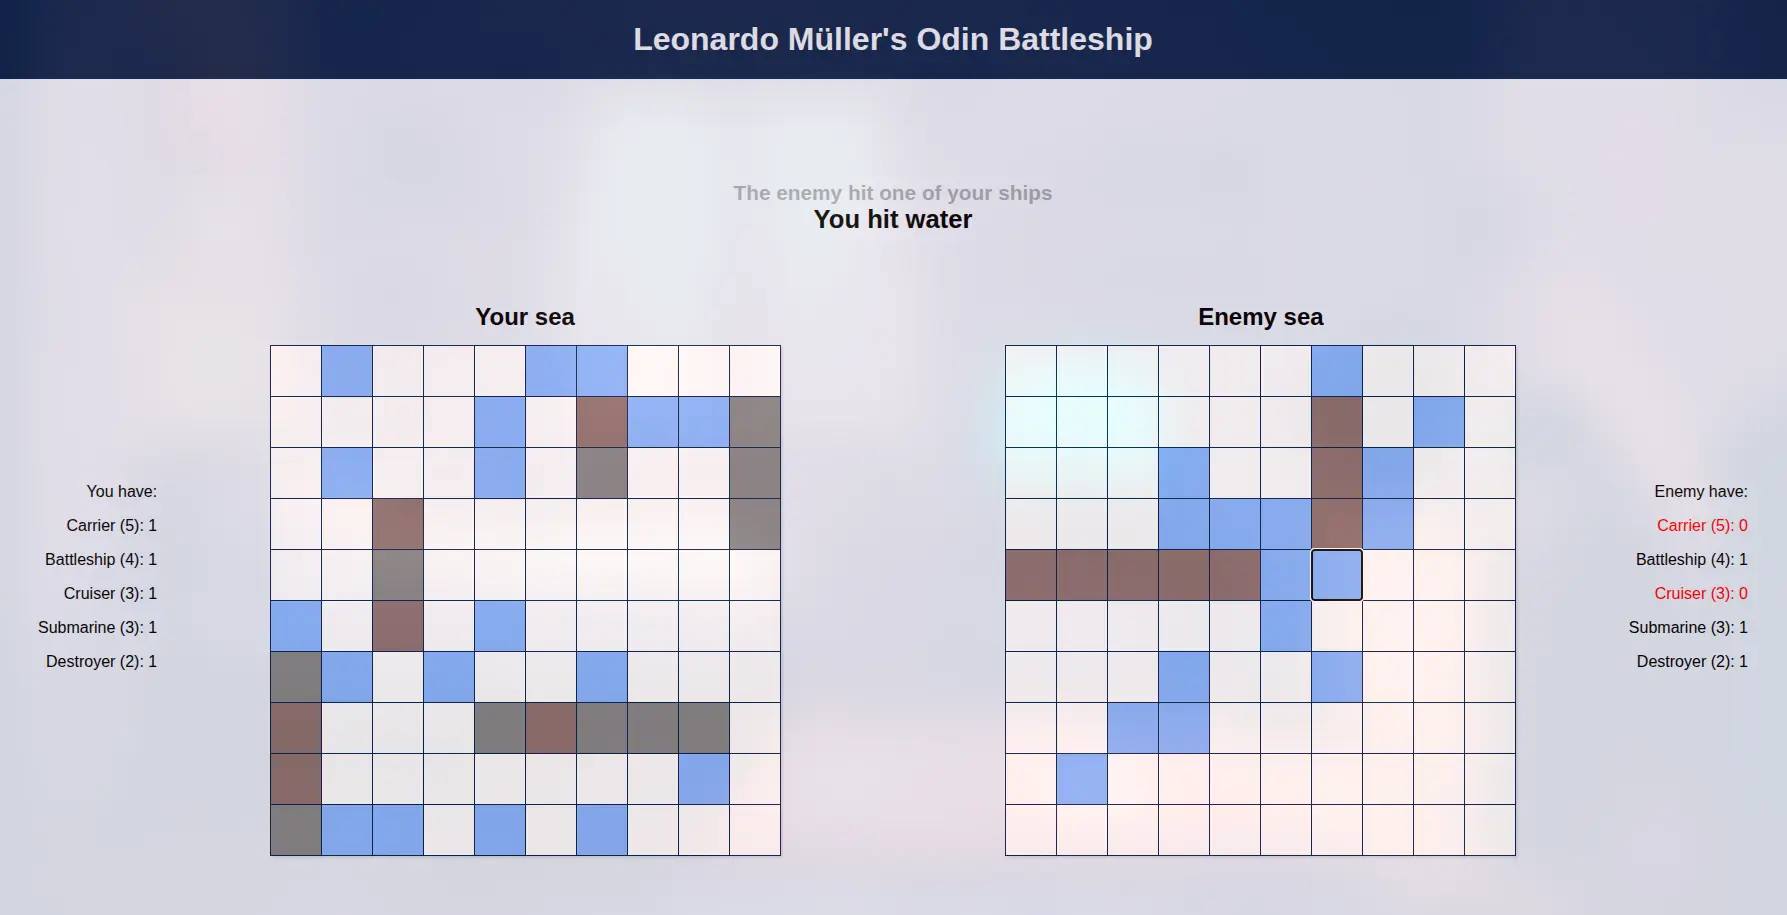 Leonardo Müller's Odin Battleship
The enemy hit one of your ships
You hit water
Your sea
Enemy sea
You have:
Carrier (5): 1
Battleship (4): 1
Cruiser (3): 1
Submarine (3): 1
Destroyer (2): 1
Enemy have:
Carrier (5): 0
Battleship (4): 1
Cruiser (3): 0
Submarine (3): 1
Destroyer (2): 1